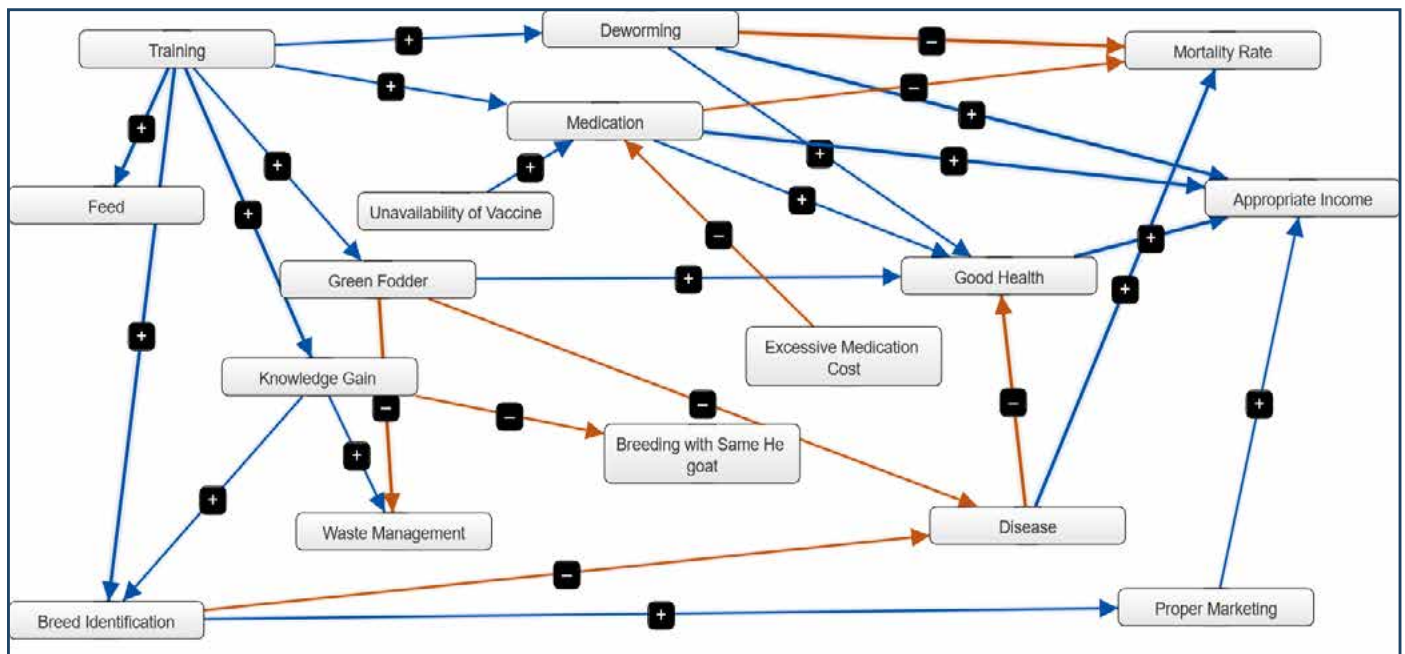 Deworming
+
−
Training
Mortality Rate
+
−
+
Medication
+
+
+
+
+
Unavailability of Vaccine
Appropriate Income
Feed
+
+
−
+
Green Fodder
+
Good Health
+
Excessive Medication
Cost
+
Knowledge Gain
−
−
−
−
+
Breeding with Same He
goat
+
+
Waste Management
Disease
−
Breed Identification
+
Proper Marketing